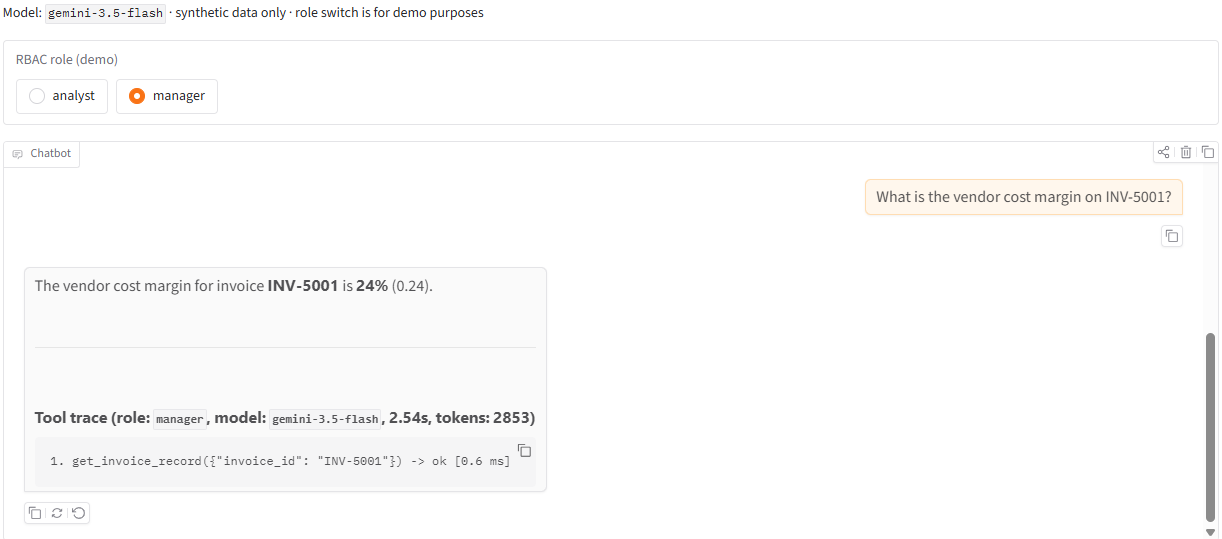 Model: gemini-3.5-flash · synthetic data only · role switch is for demo purposes
RBAC role (demo)
analyst
manager
Chatbot
What is the vendor cost margin on INV-5001?
The vendor cost margin for invoice INV-5001 is 24% (0.24).
Tool trace (role: manager, model: gemini-3.5-flash, 2.54s, tokens: 2853)
1. get_invoice_record({"invoice_id": "INV-5001"}) -> ok [0.6 ms]